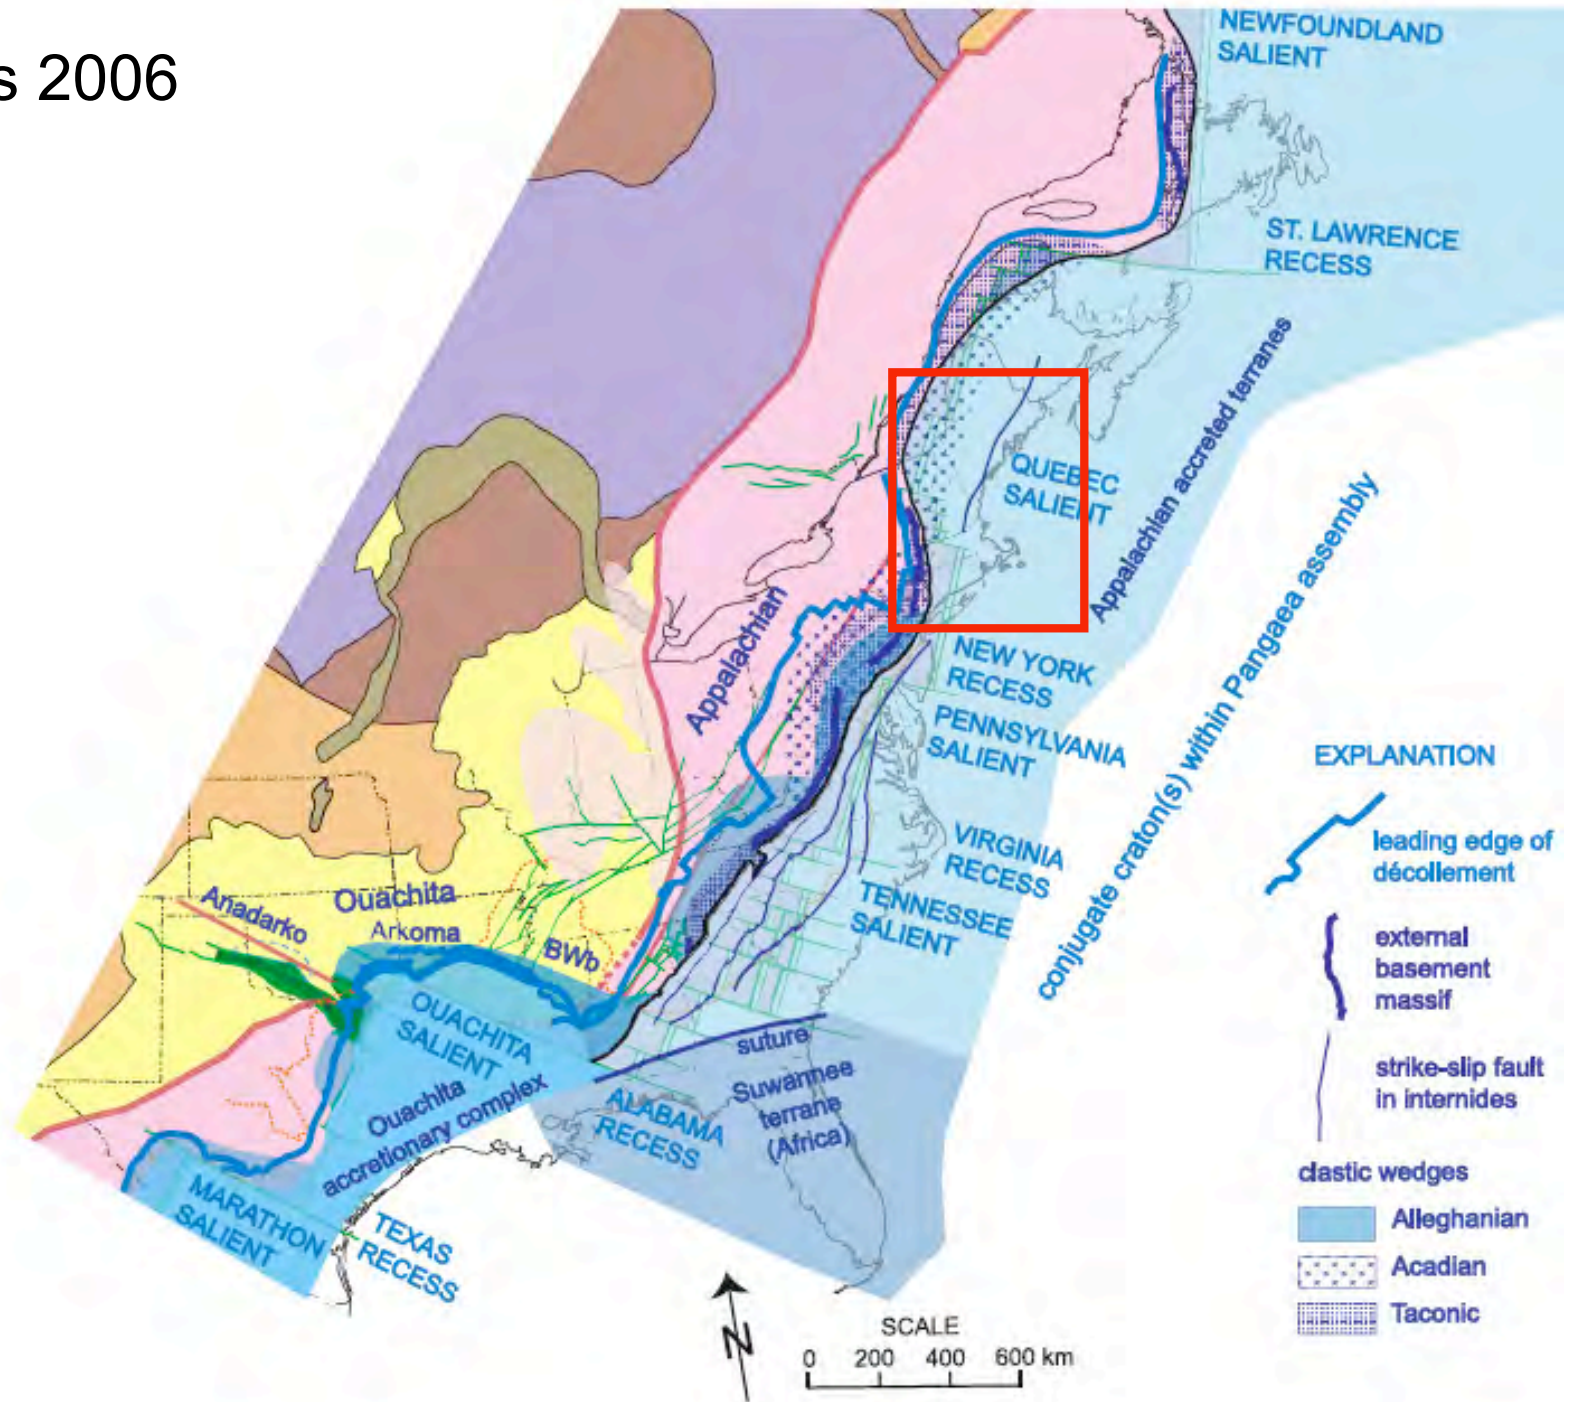 s 2006
NEWFOUNDLAND
SALIENT
ST. LAWRENCE
RECESS
QUEBEC
SALIENT
Appalachian accreted terranes
conjugate craton(s) within Pangaea assembly
Appalachian
NEW YORK
RECESS
PENNSYLVANIA
SALIENT
VIRGINIA
RECESS
TENNESSEE
SALIENT
Anadarko
Ouachita
Arkoma
BWb
OUACHITA
SALIENT
Ouachita
accretionary complex
suture
Suwannee
terrane
(Africa)
ALABAMA
RECESS
MARATHON
SALIENT
TEXAS
RECESS
N
SCALE
0 200 400 600 km
EXPLANATION
leading edge of
décollement
external
basement
massif
strike-slip fault
in internides
clastic wedges
Alleghanian
Acadian
Taconic